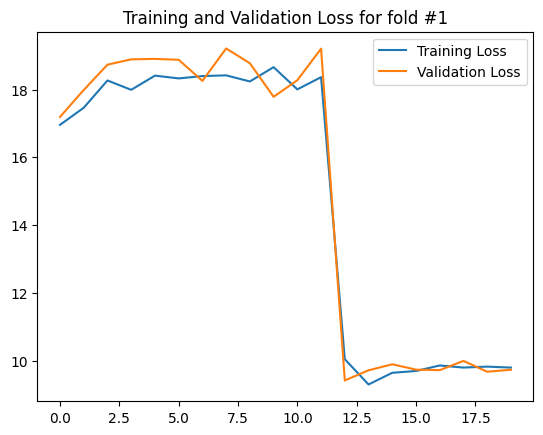 Training and Validation Loss for fold #1
Training Loss
Validation Loss
18
16
14
12
10
0.0 2.5 5.0 7.5 10.0 12.5 15.0 17.5